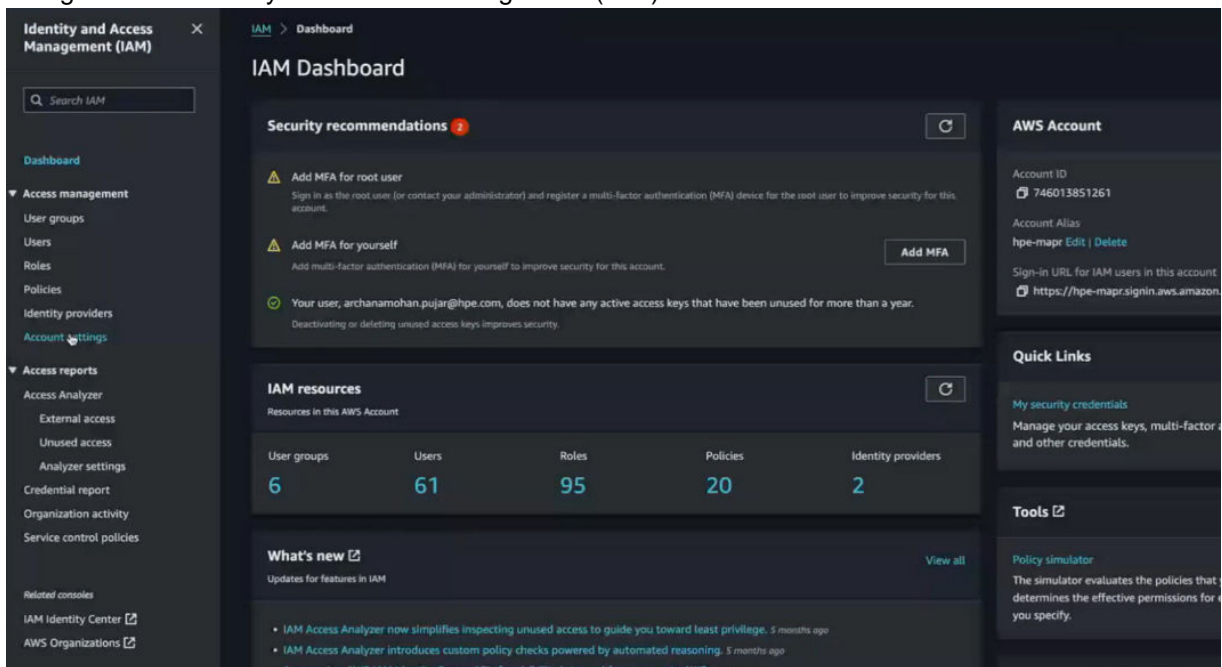 Identity and Access
Management (IAM)
Search IAM
Dashboard
Access management
User groups
Users
Roles
Policies
Identity providers
Account settings
Access reports
Access Analyzer
External access
Unused access
Analyzer settings
Credential report
Organization activity
Service control policies
Related consoles
IAM Identity Center
AWS Organizations
IAM > Dashboard
IAM Dashboard
Security recommendations 2
Add MFA for root user
Sign in as the root user (or contact your administrator) and register a multi-factor authentication (MFA) device for the root user to improve security for this
account.
Add MFA for yourself
Add MFA
Add multi-factor authentication (MFA) for yourself to improve security for this account.
Your user, archanamohan.pujar@hpe.com, does not have any active access keys that have been unused for more than a year.
Deactivating or deleting unused access keys improves security.
IAM resources
Resources in this AWS Account
User groups Users Roles Policies Identity providers
6 61 95 20 2
What's new
View all
Updates for features in IAM
• IAM Access Analyzer now simplifies inspecting unused access to guide you toward least privilege. 5 months ago
• IAM Access Analyzer introduces custom policy checks powered by automated reasoning. 5 months ago
AWS Account
Account ID
746013851261
Account Alias
hpe-mapr Edit | Delete
Sign-in URL for IAM users in this account
https://hpe-mapr.signin.aws.amazon.
Quick Links
My security credentials
Manage your access keys, multi-factor
and other credentials.
Tools
Policy simulator
The simulator evaluates the policies that
determines the effective permissions for
you specify.